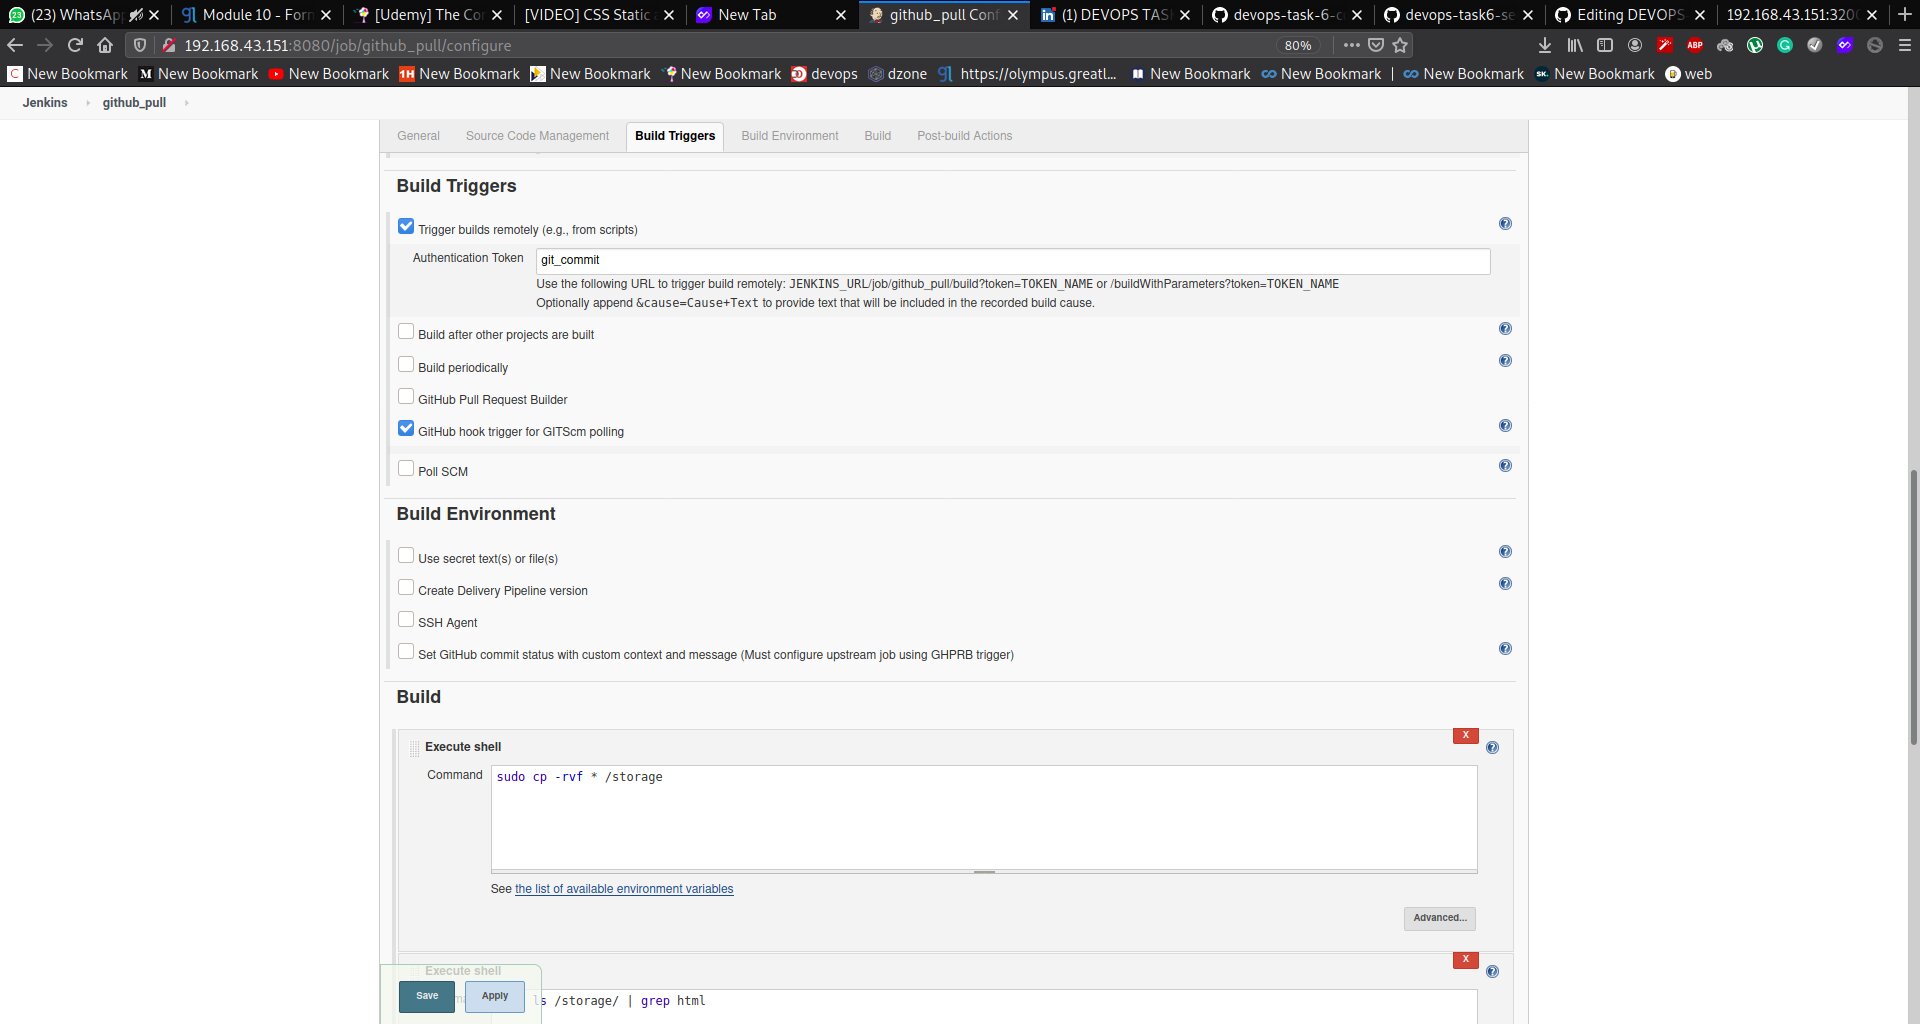 (23) WhatsAp
Module 10 - Forn
[Udemy] The Cor
[VIDEO] CSS Static
New Tab
github_pull Conf
(1) DEVOPS TAS
devops-task-6-c
devops-task6-se
Editing DEVOPS
192.168.43.151:320
192.168.43.151:8080/job/github_pull/configure
80%
New Bookmark New Bookmark New Bookmark New Bookmark New Bookmark New Bookmark devops dzone https://olympus.greatl... New Bookmark New Bookmark | New Bookmark New Bookmark web
Jenkins github_pull
General Source Code Management Build Triggers Build Environment Build Post-build Actions
Build Triggers
Trigger builds remotely (e.g., from scripts)
Authentication Token git_commit
Use the following URL to trigger build remotely: JENKINS_URL/job/github_pull/build?token=TOKEN_NAME or /buildWithParameters?token=TOKEN_NAME
Optionally append &cause=Cause+Text to provide text that will be included in the recorded build cause.
Build after other projects are built
Build periodically
GitHub Pull Request Builder
GitHub hook trigger for GITScm polling
Poll SCM
Build Environment
Use secret text(s) or file(s)
Create Delivery Pipeline version
SSH Agent
Set GitHub commit status with custom context and message (Must configure upstream job using GHPRB trigger)
Build
X
Execute shell
Command sudo cp -rvf * /storage
See the list of available environment variables
Advanced...
X
Execute shell
Save Apply
ls /storage/ | grep html